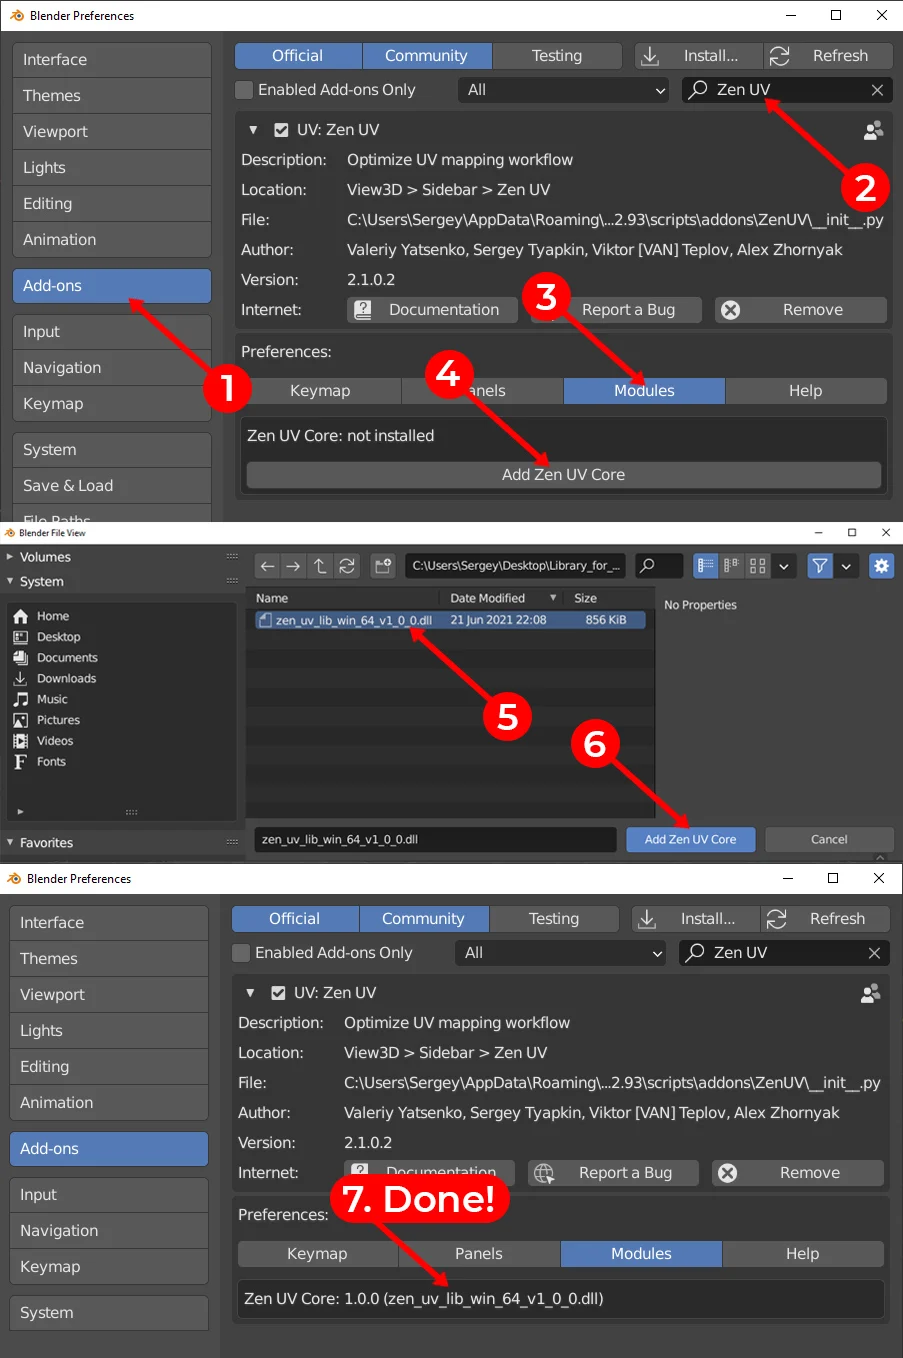 Blender Preferences
Interface
Themes
Viewport
Lights
Editing
Animation
Add-ons
Input
Navigation
Keymap
System
Save & Load
File Paths
Official Community Testing Install... Refresh
Enabled Add-ons Only All Zen UV
UV: Zen UV
2
Description: Optimize UV mapping workflow
Location: View3D > Sidebar > Zen UV
File: C:\Users\Sergey\AppData\Roaming\...2.93\scripts\addons\ZenUV\__init__.py
Author: Valeriy Yatsenko, Sergey Tyapkin, Viktor [VAN] Teplov, Alex Zhornyak
Version: 2.1.0.2
3
Internet: Documentation Report a Bug Remove
Preferences:
1
4
Keymap anels Modules Help
Zen UV Core: not installed
Add Zen UV Core
Blender File View
Volumes
System
Home
Desktop
Documents
Downloads
Music
Pictures
Videos
Fonts
Favorites
C:\Users\Sergey\Desktop\Library_for_...
Name Date Modified Size
zen_uv_lib_win_64_v1_0_0.dll 21 Jun 2021 22:08 856 KiB
No Properties
5
6
zen_uv_lib_win_64_v1_0_0.dll Add Zen UV Core Cancel
Blender Preferences
Interface
Themes
Viewport
Lights
Editing
Animation
Add-ons
Input
Navigation
Keymap
System
Official Community Testing Install... Refresh
Enabled Add-ons Only All Zen UV
UV: Zen UV
Description: Optimize UV mapping workflow
Location: View3D > Sidebar > Zen UV
File: C:\Users\Sergey\AppData\Roaming\...2.93\scripts\addons\ZenUV\__init__.py
Author: Valeriy Yatsenko, Sergey Tyapkin, Viktor [VAN] Teplov, Alex Zhornyak
Version: 2.1.0.2
Internet: Documentation Report a Bug Remove
7. Done!
Preferences:
Keymap Panels Modules Help
Zen UV Core: 1.0.0 (zen_uv_lib_win_64_v1_0_0.dll)